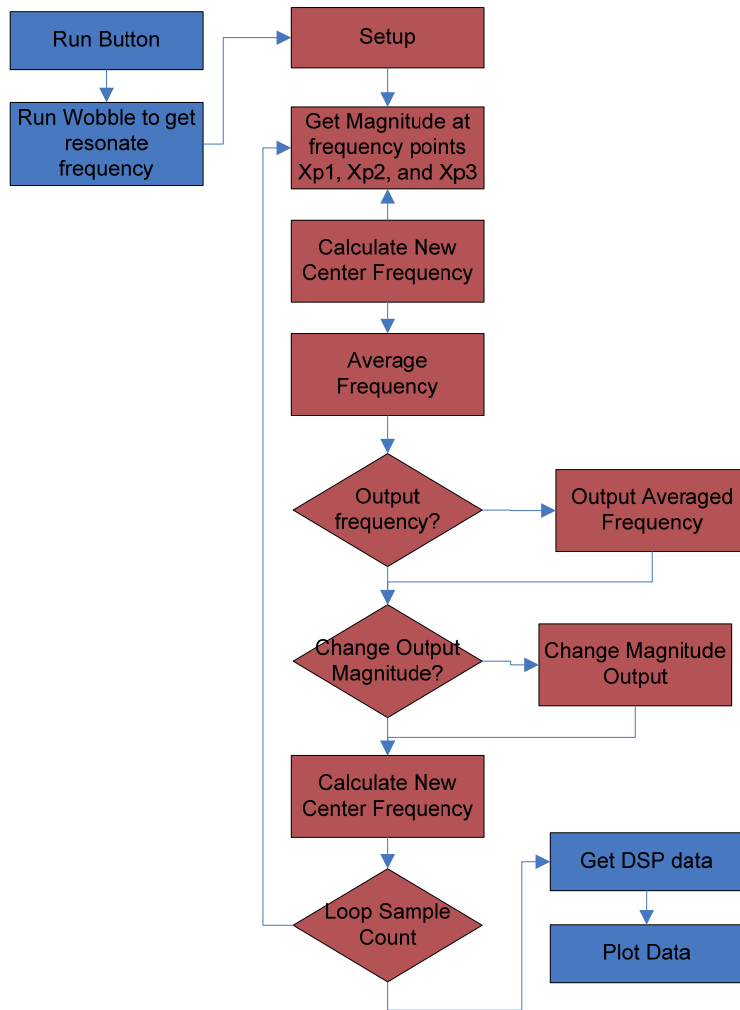 Run Button
Run Wobble to get
resonate
frequency
Setup
Get Magnitude at
frequency points
Xp1, Xp2, and Xp3
Calculate New
Center Frequency
Average
Frequency
Output
frequency?
Output Averaged
Frequency
Change Output
Magnitude?
Change Magnitude
Output
Calculate New
Center Frequency
Loop Sample
Count
Get DSP data
Plot Data